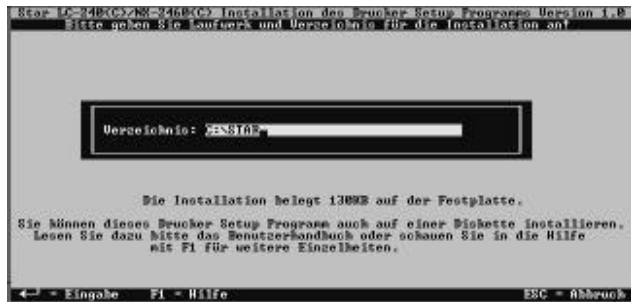 Star LC-240(C)/NX-2460(C) Installation des Drucker Setup Programms Version 1.0
Bitte geben Sie Laufwerk und Verzeichnis für die Installation an!
Verzeichnis: C:\STAR
Die Installation belegt 130KB auf der Festplatte.
Sie können dieses Drucker Setup Programm auch auf einer Diskette installieren.
Lesen Sie dazu bitte das Benutzerhandbuch oder schauen Sie in die Hilfe
mit F1 für weitere Einzelheiten.
←┘ = Eingabe F1 = Hilfe ESC = Abbruch